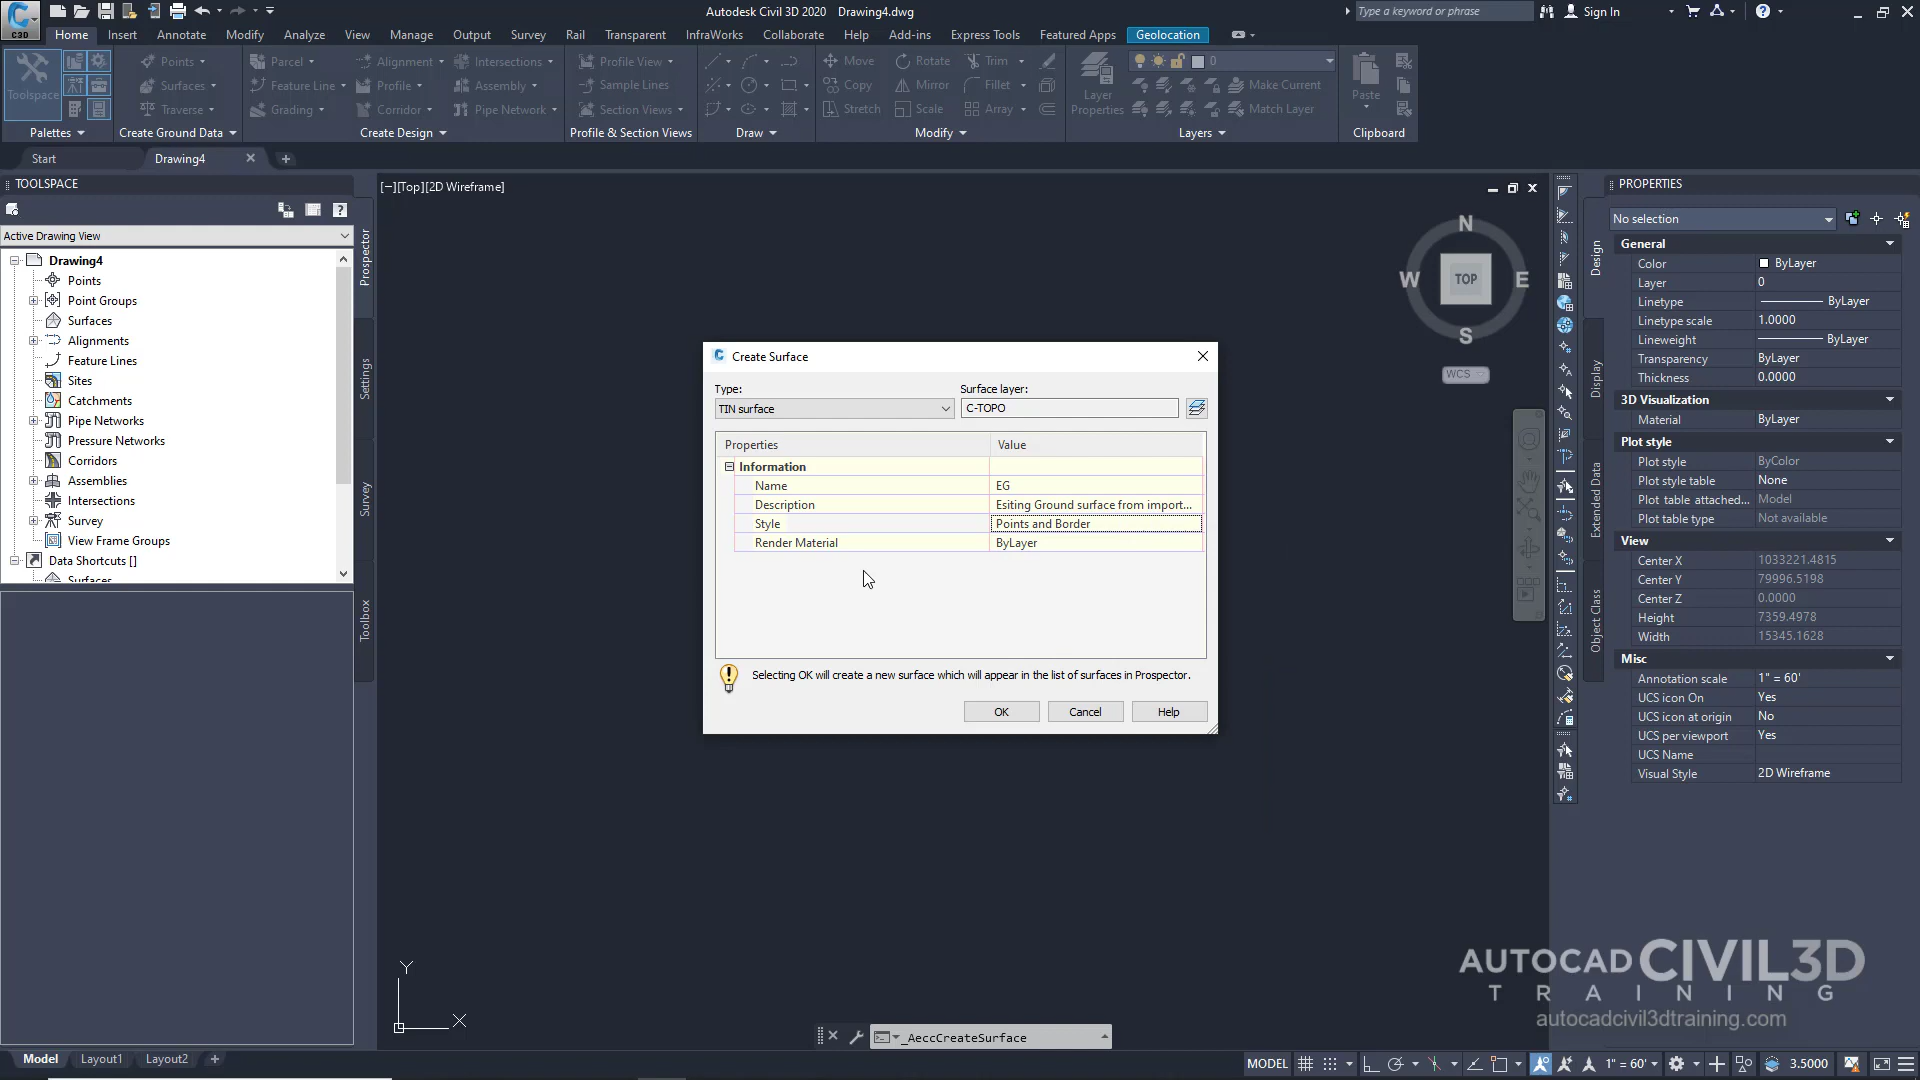 Autodesk Civil 3D 2020 Drawing4.dwg
Type a keyword or phrase
Sign In
C3D
Home Insert Annotate Modify Analyze View Manage Output Survey Rail Transparent InfraWorks Collaborate Help Add-ins Express Tools Featured Apps Geolocation
Toolspace
Points
Surfaces
Traverse
Parcel
Feature Line
Grading
Alignment
Profile
Corridor
Intersections
Assembly
Pipe Network
Profile View
Sample Lines
Section Views
Move
Copy
Stretch
Rotate
Mirror
Scale
Trim
Fillet
Array
Layer
Properties
0
Make Current
Match Layer
Paste
Palettes Create Ground Data Create Design Profile & Section Views Draw Modify Layers Clipboard
Start Drawing4
TOOLSPACE
Active Drawing View
Drawing4
Points
Point Groups
Surfaces
Alignments
Feature Lines
Sites
Catchments
Pipe Networks
Pressure Networks
Corridors
Assemblies
Intersections
Survey
View Frame Groups
Data Shortcuts []
Surfaces
Prospector
Settings
Survey
Toolbox
[−][Top][2D Wireframe]
N
W TOP E
S
WCS
Create Surface
Type: Surface layer:
TIN surface C-TOPO
Properties Value
Information
Name EG
Description Esiting Ground surface from import...
Style Points and Border
Render Material ByLayer
Selecting OK will create a new surface which will appear in the list of surfaces in Prospector.
OK Cancel Help
Y
X
_AeccCreateSurface
PROPERTIES
No selection
Design
Display
Extended Data
Object Class
General
Color ByLayer
Layer 0
Linetype ByLayer
Linetype scale 1.0000
Lineweight ByLayer
Transparency ByLayer
Thickness 0.0000
3D Visualization
Material ByLayer
Plot style
Plot style ByColor
Plot style table None
Plot table attached... Model
Plot table type Not available
View
Center X 1033221.4815
Center Y 79996.5198
Center Z 0.0000
Height 7359.4978
Width 15345.1628
Misc
Annotation scale 1" = 60'
UCS icon On Yes
UCS icon at origin No
UCS per viewport Yes
UCS Name
Visual Style 2D Wireframe
AUTOCAD CIVIL3D
TRAINING
autocadcivil3dtraining.com
Model Layout1 Layout2
MODEL 1" = 60' 3.5000